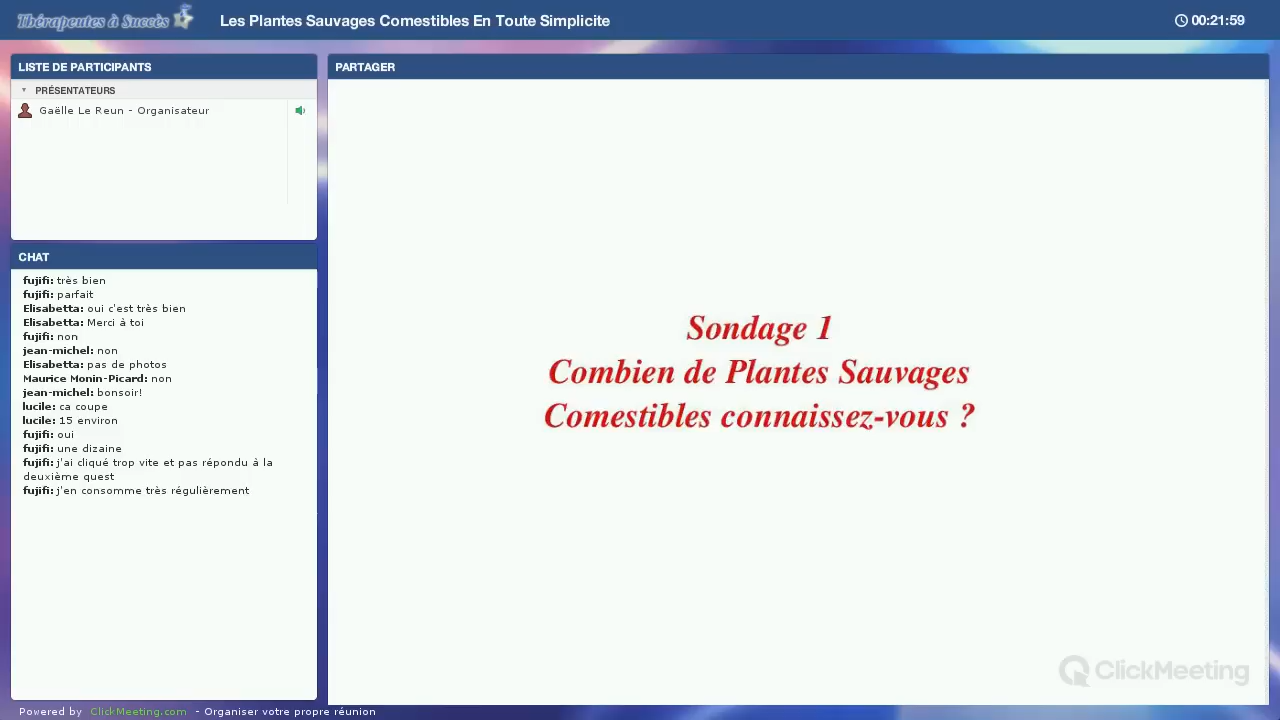 Thérapeutes à Succès
Les Plantes Sauvages Comestibles En Toute Simplicite
00:21:59
LISTE DE PARTICIPANTS
PRÉSENTATEURS
Gaëlle Le Reun - Organisateur
CHAT
fujifi: très bien
fujifi: parfait
Elisabetta: oui c'est très bien
Elisabetta: Merci à toi
fujifi: non
jean-michel: non
Elisabetta: pas de photos
Maurice Monin-Picard: non
jean-michel: bonsoir!
lucile: ca coupe
lucile: 15 environ
fujifi: oui
fujifi: une dizaine
fujifi: j'ai cliqué trop vite et pas répondu à la
deuxième quest
fujifi: j'en consomme très régulièrement
PARTAGER
Sondage 1
Combien de Plantes Sauvages
Comestibles connaissez-vous ?
ClickMeeting
Powered by ClickMeeting.com - Organiser votre propre réunion